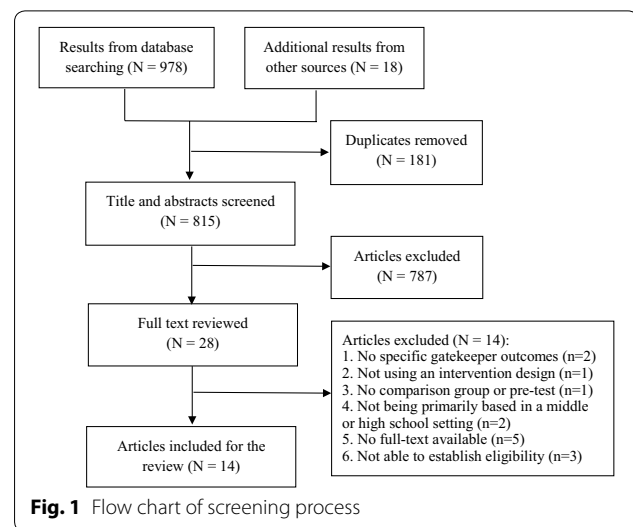 Results from database
searching (N = 978)
Additional results from
other sources (N = 18)
Duplicates removed
(N = 181)
Title and abstracts screened
(N = 815)
Articles excluded
(N = 787)
Full text reviewed
(N = 28)
Articles excluded (N = 14):
1. No specific gatekeeper outcomes (n=2)
2. Not using an intervention design (n=1)
3. No comparison group or pre-test (n=1)
4. Not being primarily based in a middle
or high school setting (n=2)
5. No full-text available (n=5)
6. Not able to establish eligibility (n=3)
Articles included for the
review (N = 14)
Fig. 1 Flow chart of screening process